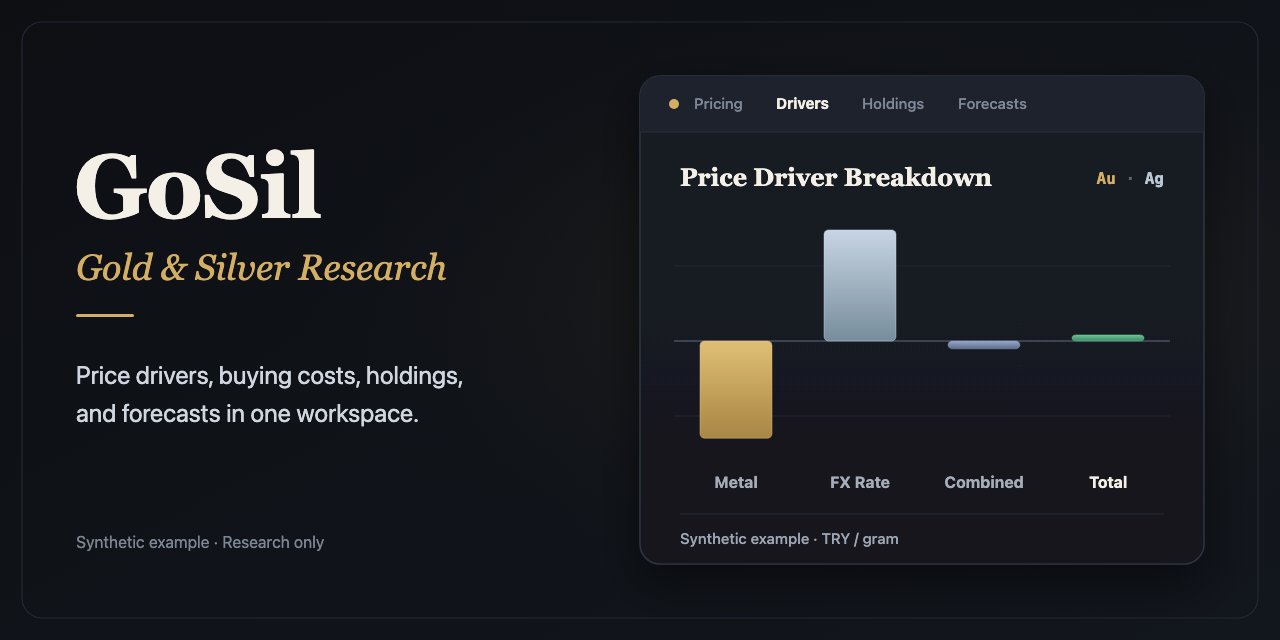 GoSil
Gold & Silver Research
Price drivers, buying costs, holdings,
and forecasts in one workspace.
Synthetic example · Research only
Pricing Drivers Holdings Forecasts
Price Driver Breakdown
Au · Ag
Metal FX Rate Combined Total
Synthetic example · TRY / gram